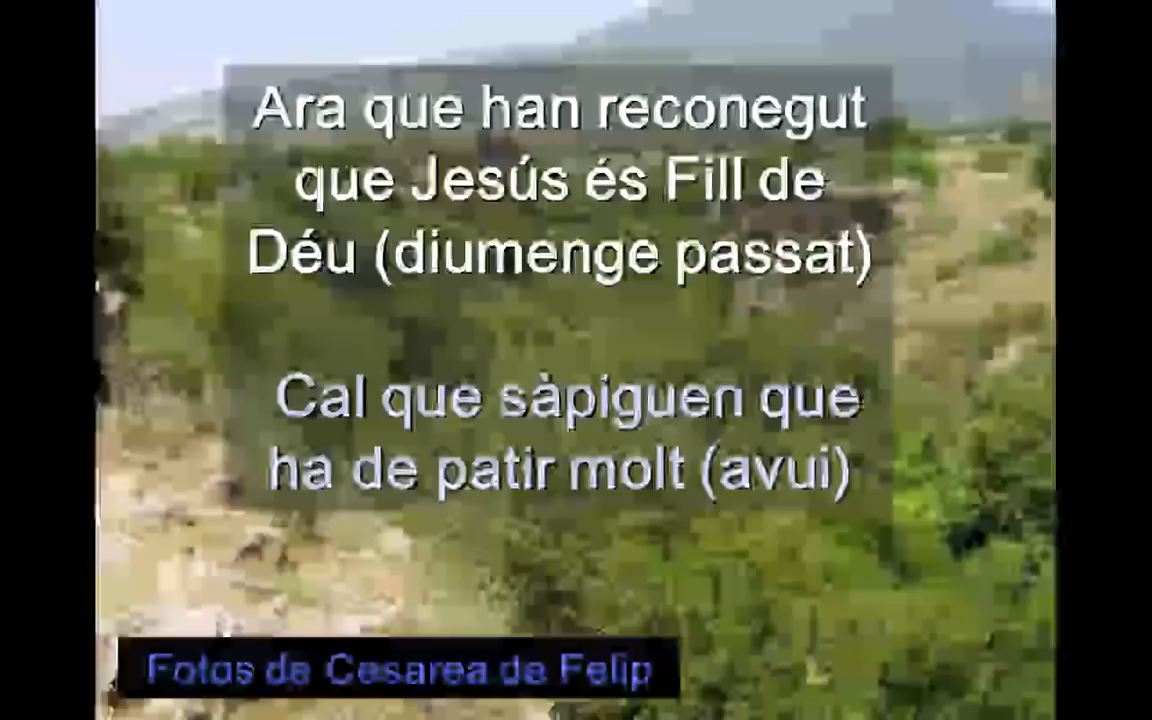 Ara que han reconegut
que Jesús és Fill de
Déu (diumenge passat)
Cal que sàpiguen que
ha de patir molt (avui)
Fotos de Cesarea de Felip